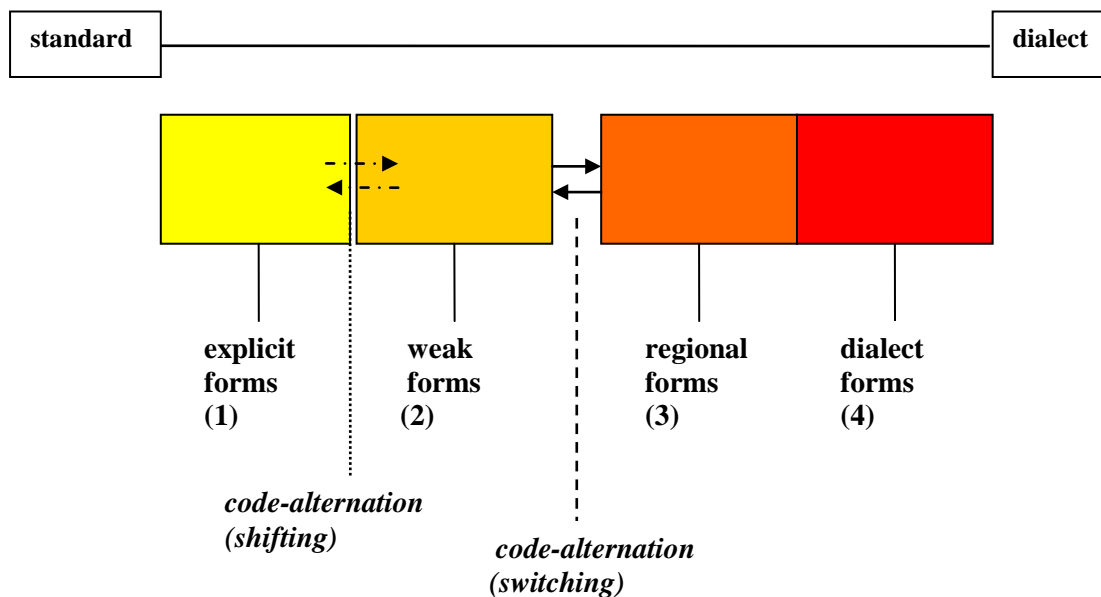 standard
dialect
explicit
forms
(1)
weak
forms
(2)
regional
forms
(3)
dialect
forms
(4)
code-alternation
(shifting)
code-alternation
(switching)